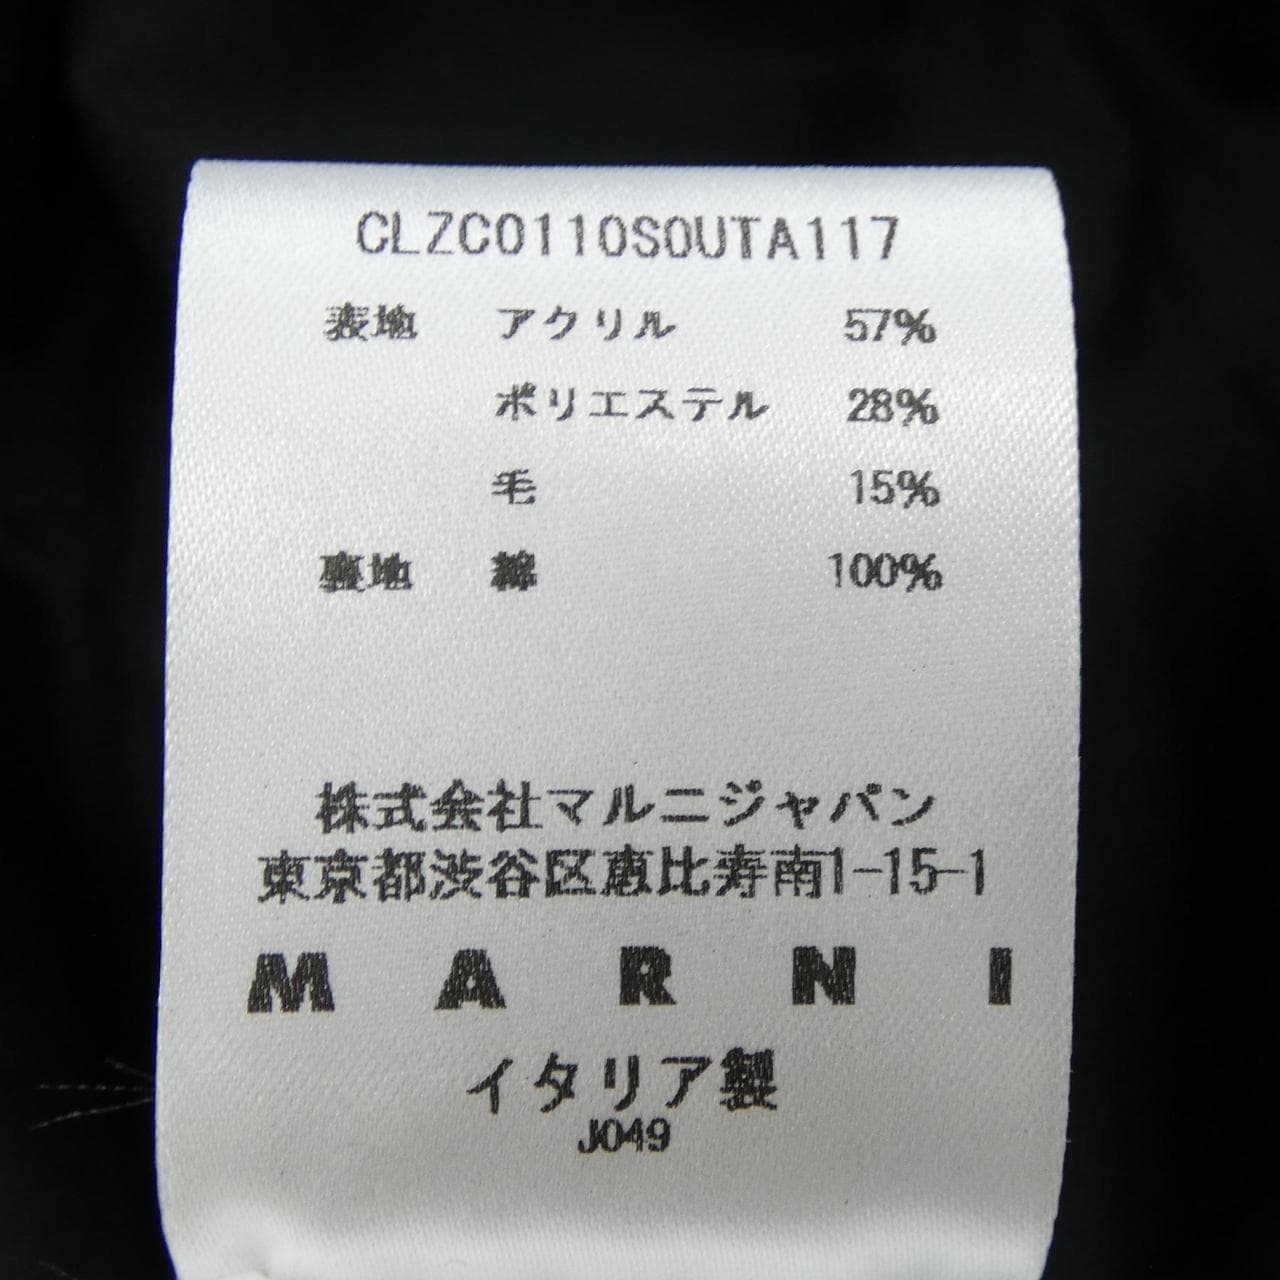 CLZC0110S0UTA117
表地 アクリル 57%
ポリエステル 28%
毛 15%
裏地 綿 100%
株式会社マルニジャパン
東京都渋谷区恵比寿南1-15-1
MARNI
イタリア製
J049